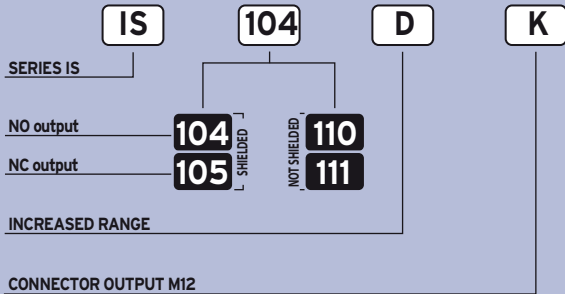 IS 104 D K
SERIES IS
NO output 104 SHIELDED NOT SHIELDED 110
NC output 105 111
INCREASED RANGE
CONNECTOR OUTPUT M12